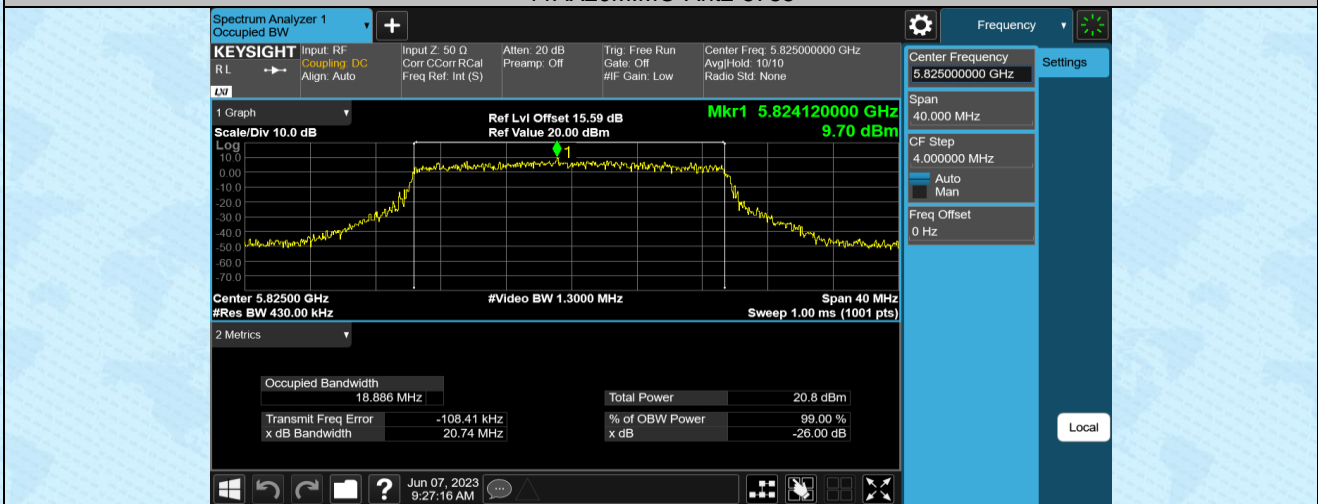 Spectrum Analyzer 1
Occupied BW
Frequency
KEYSIGHT
R L
LXI
Input: RF
Coupling: DC
Align: Auto
Input Z: 50 Ω
Corr CCorr RCal
Freq Ref: Int (S)
Atten: 20 dB
Preamp: Off
Trig: Free Run
Gate: Off
#IF Gain: Low
Center Freq: 5.825000000 GHz
Avg|Hold: 10/10
Radio Std: None
Center Frequency
5.825000000 GHz
Settings
Span
40.000 MHz
CF Step
4.000000 MHz
Auto
Man
Freq Offset
0 Hz
1 Graph
Scale/Div 10.0 dB
Ref Lvl Offset 15.59 dB
Ref Value 20.00 dBm
Mkr1 5.824120000 GHz
9.70 dBm
Log
10.0
0.00
-10.0
-20.0
-30.0
-40.0
-50.0
-60.0
-70.0
1
Center 5.82500 GHz
#Res BW 430.00 kHz
#Video BW 1.3000 MHz
Span 40 MHz
Sweep 1.00 ms (1001 pts)
2 Metrics
Occupied Bandwidth
18.886 MHz
Total Power 20.8 dBm
Transmit Freq Error -108.41 kHz
% of OBW Power 99.00 %
x dB Bandwidth 20.74 MHz
x dB -26.00 dB
Local
?
Jun 07, 2023
9:27:16 AM